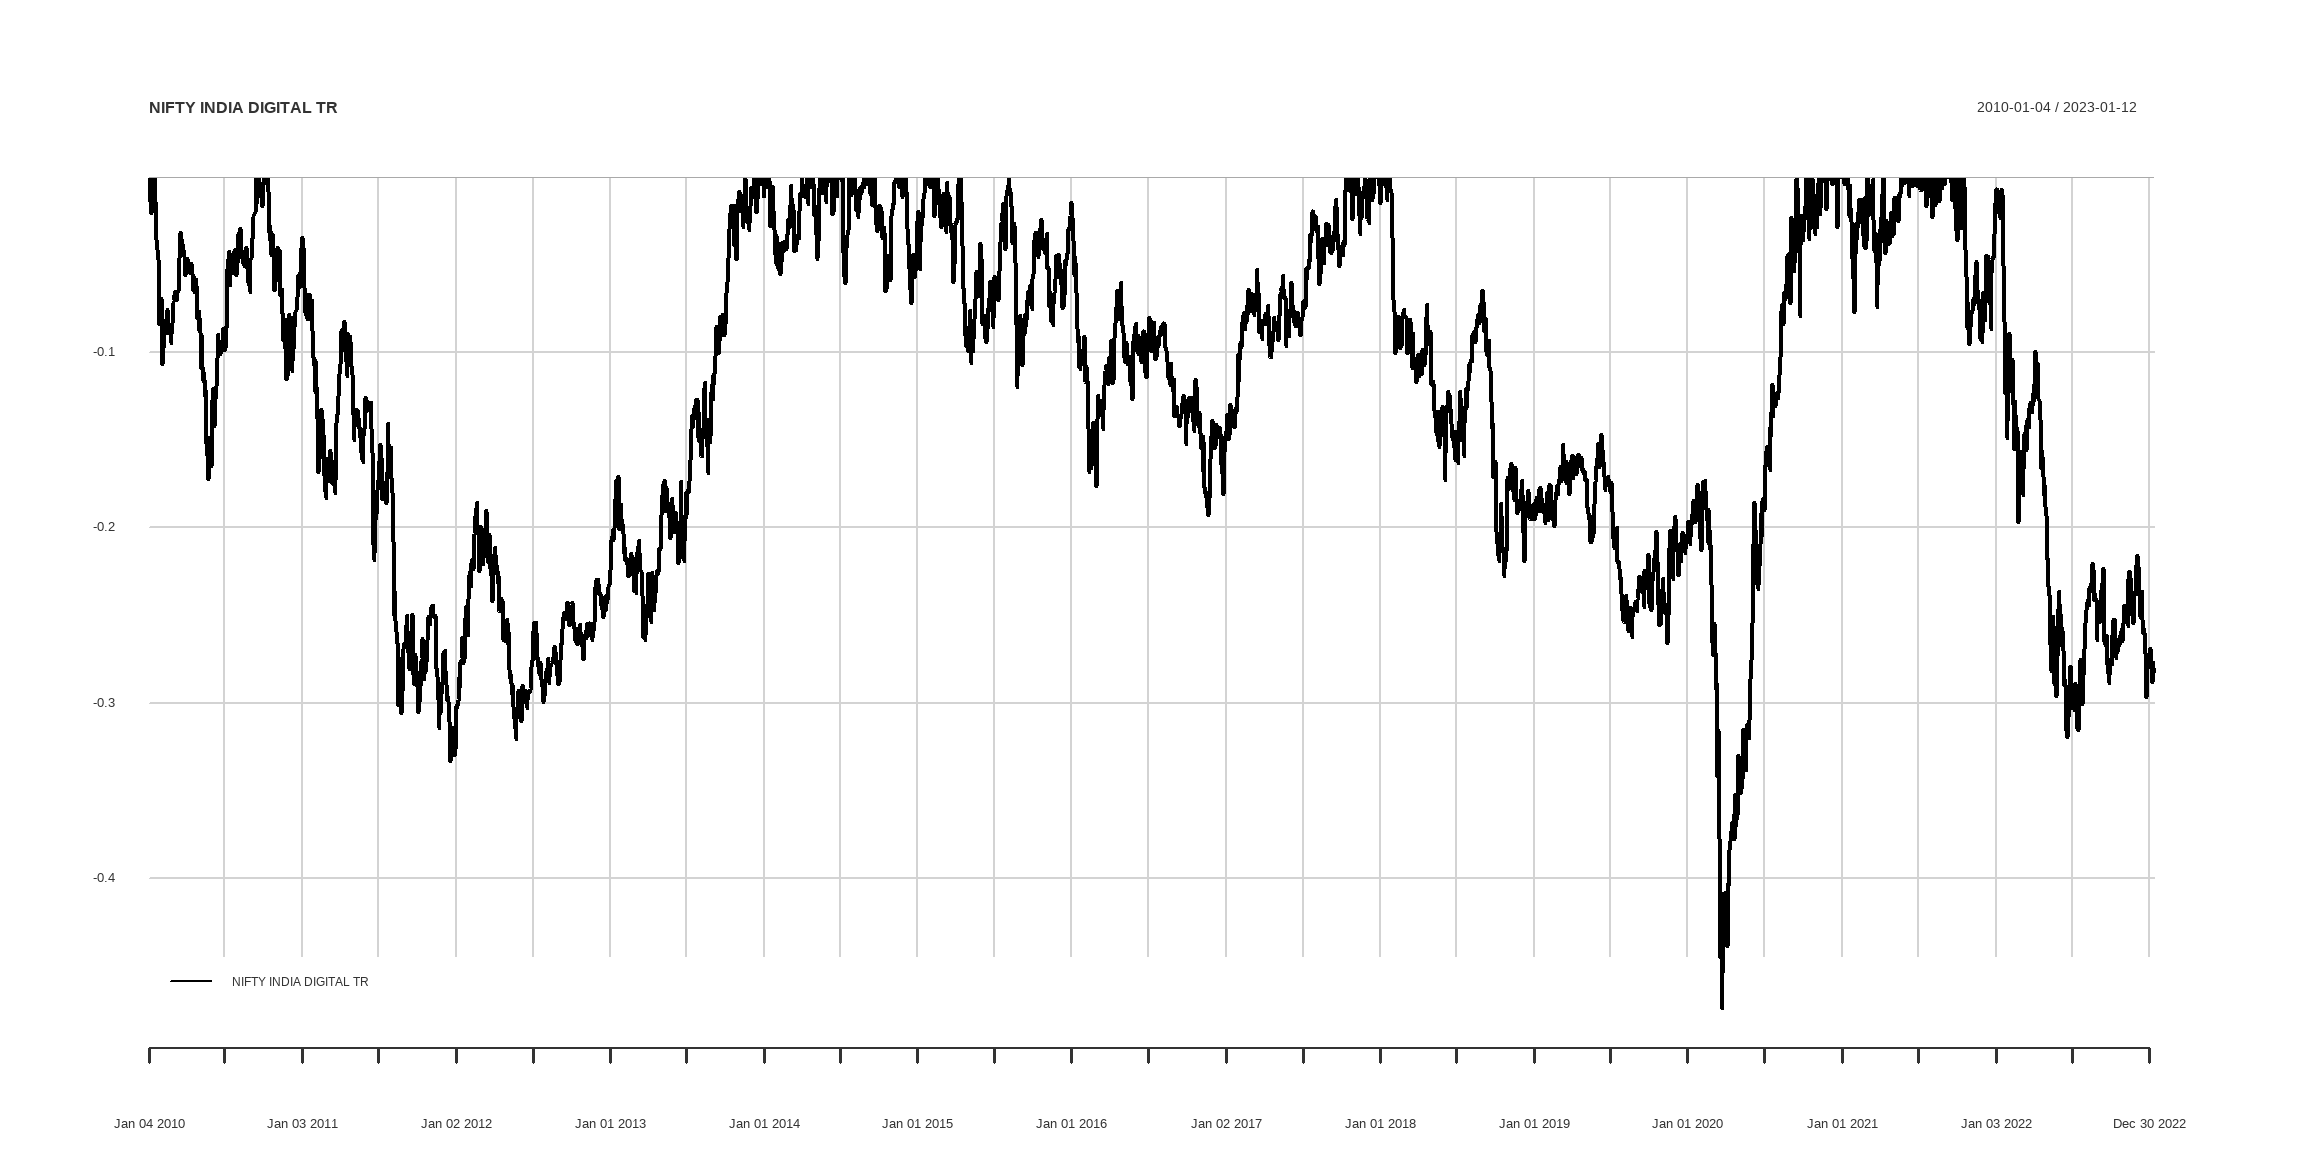 NIFTY INDIA DIGITAL TR
2010-01-04 / 2023-01-12
-0.1
-0.2
-0.3
-0.4
NIFTY INDIA DIGITAL TR
Jan 04 2010 Jan 03 2011 Jan 02 2012 Jan 01 2013 Jan 01 2014 Jan 01 2015 Jan 01 2016 Jan 02 2017 Jan 01 2018 Jan 01 2019 Jan 01 2020 Jan 01 2021 Jan 03 2022 Dec 30 2022